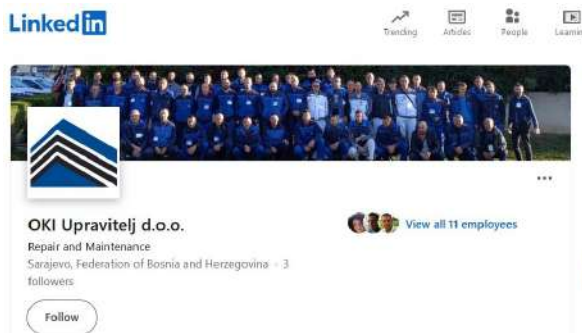 Linked in
Trending
Articles
People
Learnin
OKI Upravitelj d.o.o.
View all 11 employees
Repair and Maintenance
Sarajevo, Federation of Bosnia and Herzegovina · 3
followers
Follow